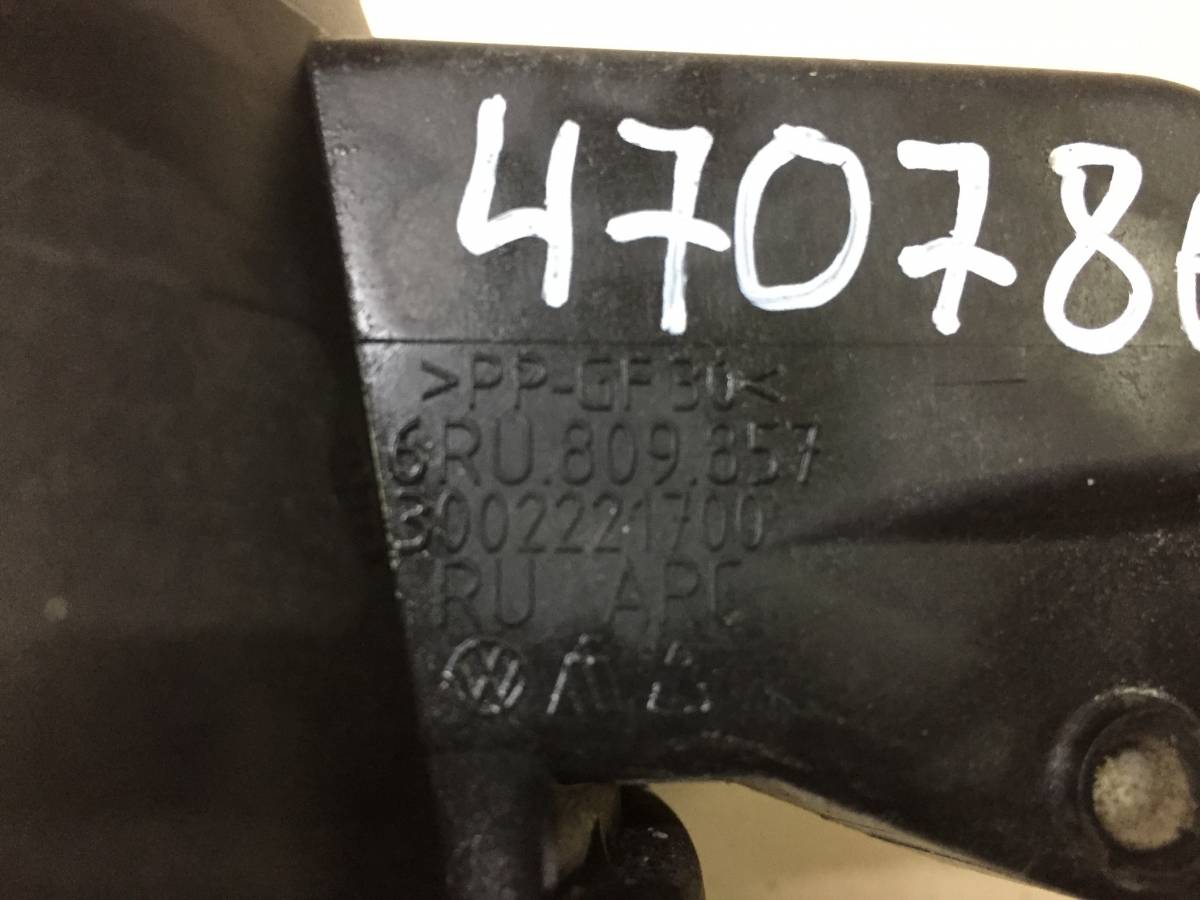 47078
>PP-GF30<
6RU.809.857
3002221700
RU APC